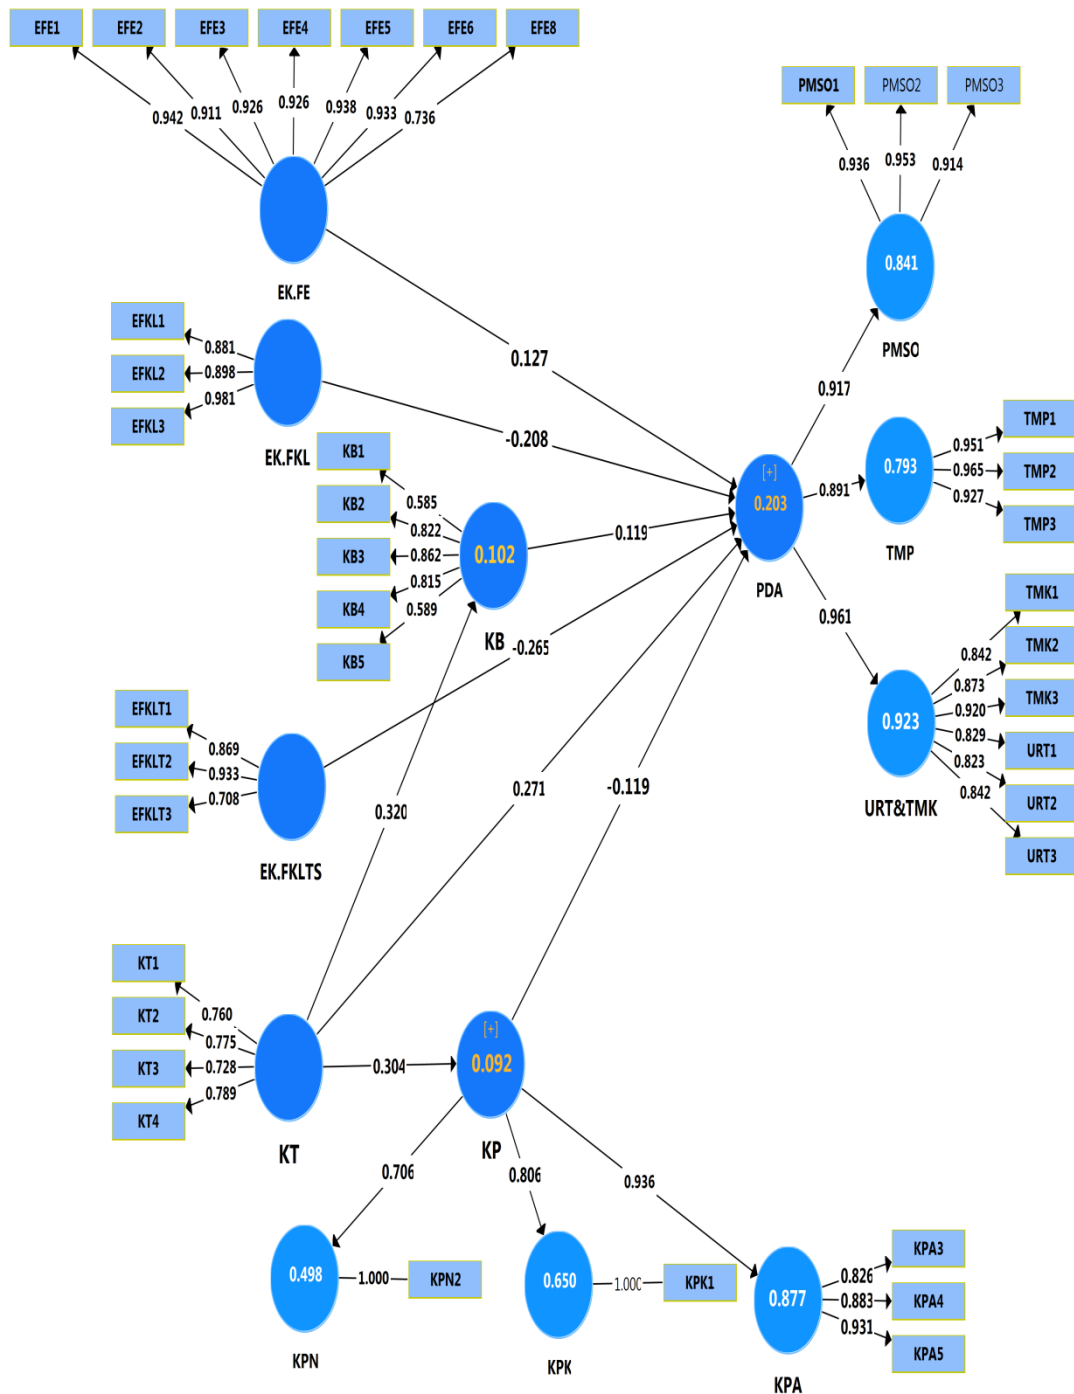 EFE1 EFE2 EFE3 EFE4 EFE5 EFE6 EFE8
0.942 0.911 0.926 0.926 0.938 0.933 0.736
EK.FE
PMSO1 PMSO2 PMSO3
0.936 0.953 0.914
0.841
PMSO
EFKL1
EFKL2
EFKL3
0.881
0.898
0.981
EK.FKL
0.127
-0.208
0.917
KB1
KB2
KB3
KB4
KB5
0.585
0.822
0.862
0.815
0.589
0.102
KB
0.119
[+]
0.203
PDA
0.891
0.793
TMP
0.951
0.965
0.927
TMP1
TMP2
TMP3
0.961
-0.265
EFKLT1
EFKLT2
EFKLT3
0.869
0.933
0.708
EK.FKLTS
0.320
0.271
-0.119
0.923
URT&TMK
0.842
0.873
0.920
0.829
0.823
0.842
TMK1
TMK2
TMK3
URT1
URT2
URT3
KT1
KT2
KT3
KT4
0.760
0.775
0.728
0.789
KT
0.304
[+]
0.092
KP
0.706
0.806
0.936
0.498
KPN
1.000
KPN2
0.650
KPK
1.000
KPK1
0.877
KPA
0.826
0.883
0.931
KPA3
KPA4
KPA5